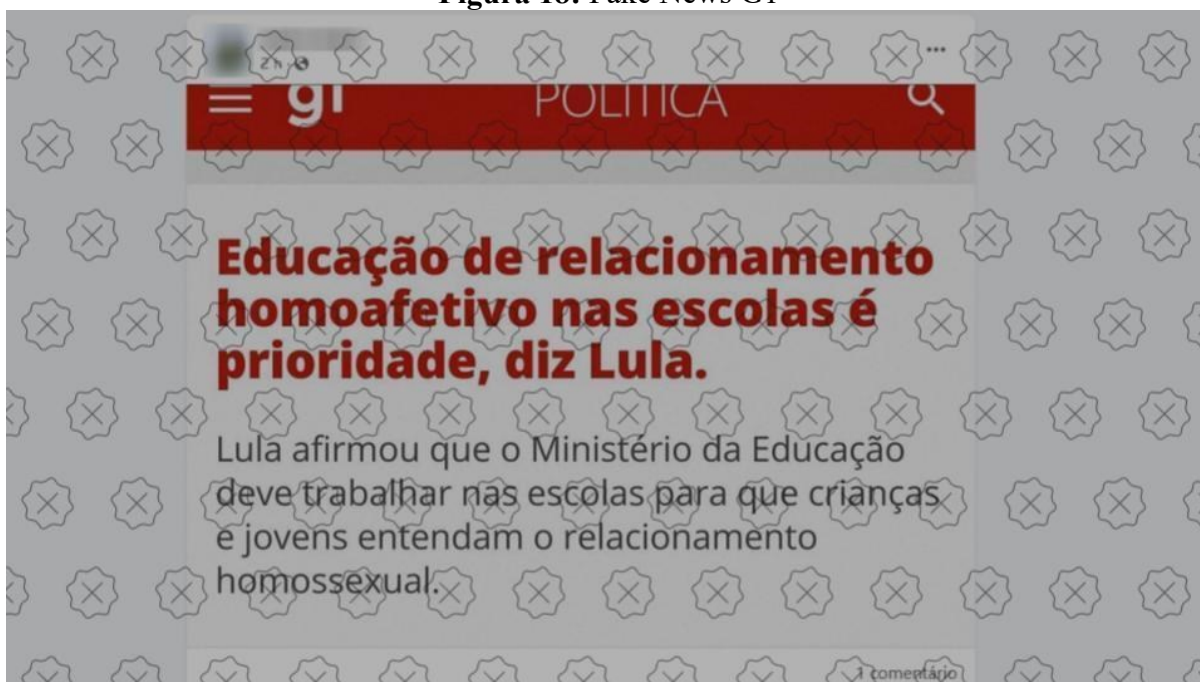 Figura 18: Fake News G1
2 h
g1 POLÍTICA
Educação de relacionamento
homoafetivo nas escolas é
prioridade, diz Lula.
Lula afirmou que o Ministério da Educação
deve trabalhar nas escolas para que crianças
e jovens entendam o relacionamento
homossexual.
1 comentário